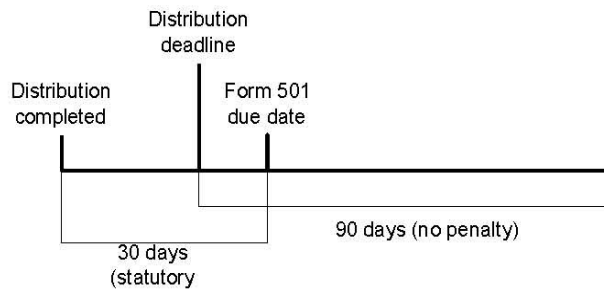 Distribution
deadline
Distribution
completed
Form 501
due date
90 days (no penalty)
30 days
(statutory